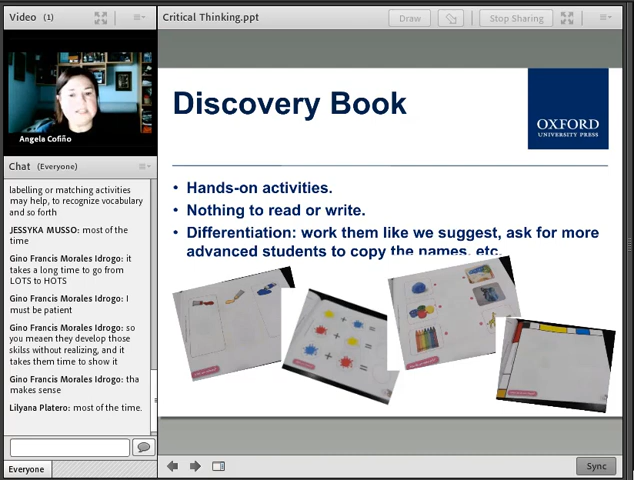 Video (1)
Angela Cofiño
Chat (Everyone)
labelling or matching activities
may help, to recognize vocabulary
and so forth
JESSYKA MUSSO: most of the
time
Gino Francis Morales Idrogo: it
takes a long time to go from
LOTS to HOTS
Gino Francis Morales Idrogo: I
must be patient
Gino Francis Morales Idrogo: so
you meaen they develop those
skilss without realizing, and it
takes them time to show it
Gino Francis Morales Idrogo: tha
makes sense
Lilyana Platero: most of the time.
Everyone
Critical Thinking.ppt
Draw
Stop Sharing
Discovery Book
OXFORD
UNIVERSITY PRESS
• Hands-on activities.
• Nothing to read or write.
• Differentiation: work them like we suggest, ask for more
advanced students to copy the names, etc.
+ =
+ =
+ =
Sync